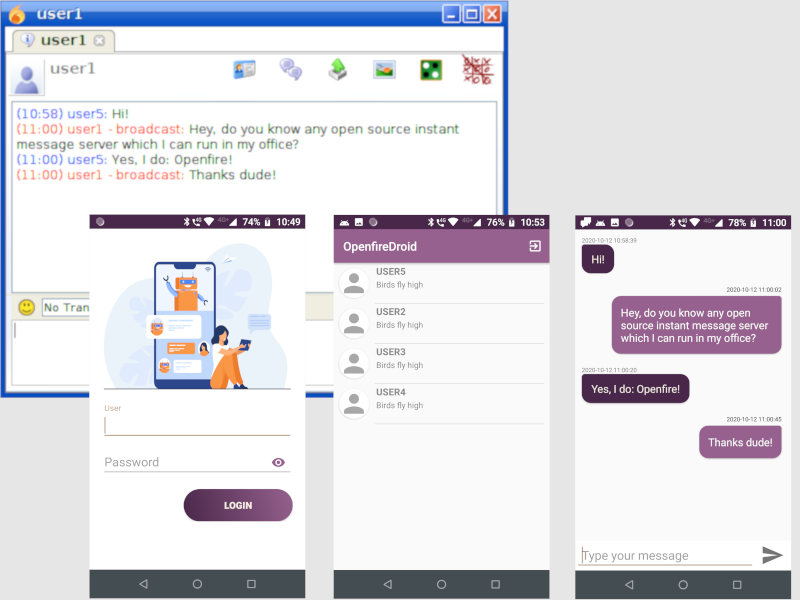 user1
user1
user1
(10:58) user5: Hi!
(11:00) user1 - broadcast: Hey, do you know any open source instant
message server which I can run in my office?
(11:00) user5: Yes, I do: Openfire!
(11:00) user1 - broadcast: Thanks dude!
No Tran
4G 4G+ 74% 10:49
User
Password
LOGIN
4G 4G+ 76% 10:53
OpenfireDroid
USER5
Birds fly high
USER2
Birds fly high
USER3
Birds fly high
USER4
Birds fly high
4G 4G+ 78% 11:00
2020-10-12 10:58:39
Hi!
2020-10-12 11:00:02
Hey, do you know any open
source instant message server
which I can run in my office?
2020-10-12 11:00:20
Yes, I do: Openfire!
2020-10-12 11:00:45
Thanks dude!
Type your message